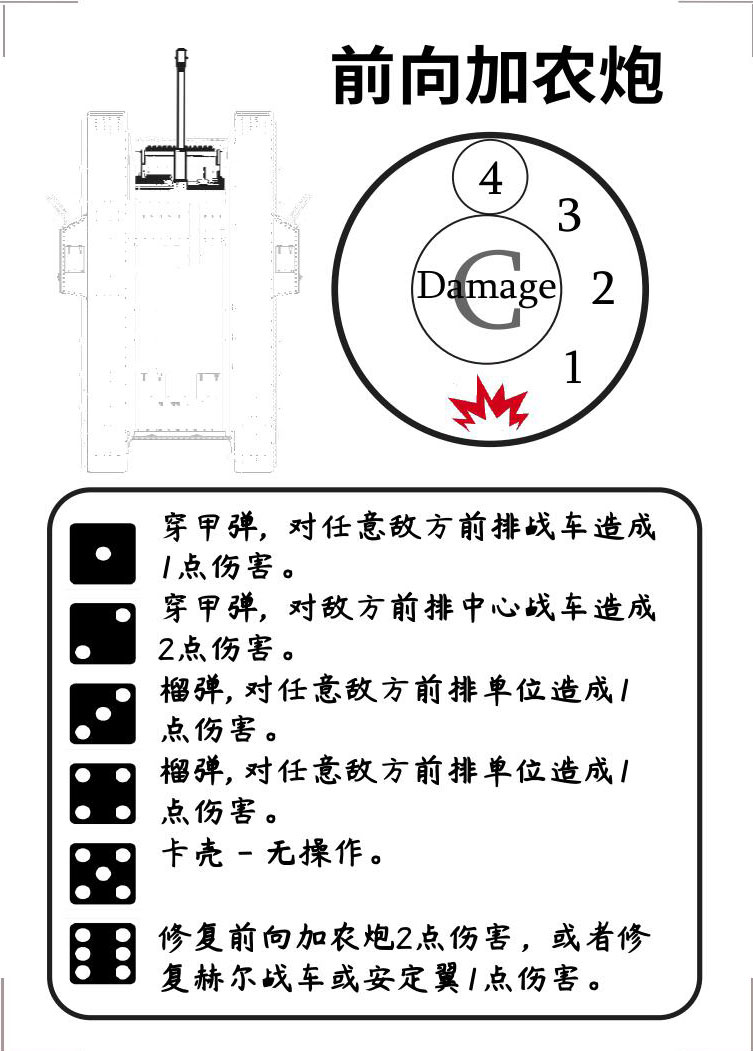 前向加农炮
4
3
Damage
C
2
1
穿甲弹, 对任意敌方前排战车造成
1点伤害。
穿甲弹, 对敌方前排中心战车造成
2点伤害。
榴弹, 对任意敌方前排单位造成1
点伤害。
榴弹, 对任意敌方前排单位造成1
点伤害。
卡壳 - 无操作。
修复前向加农炮2点伤害，或者修
复赫尔战车或安定翼1点伤害。